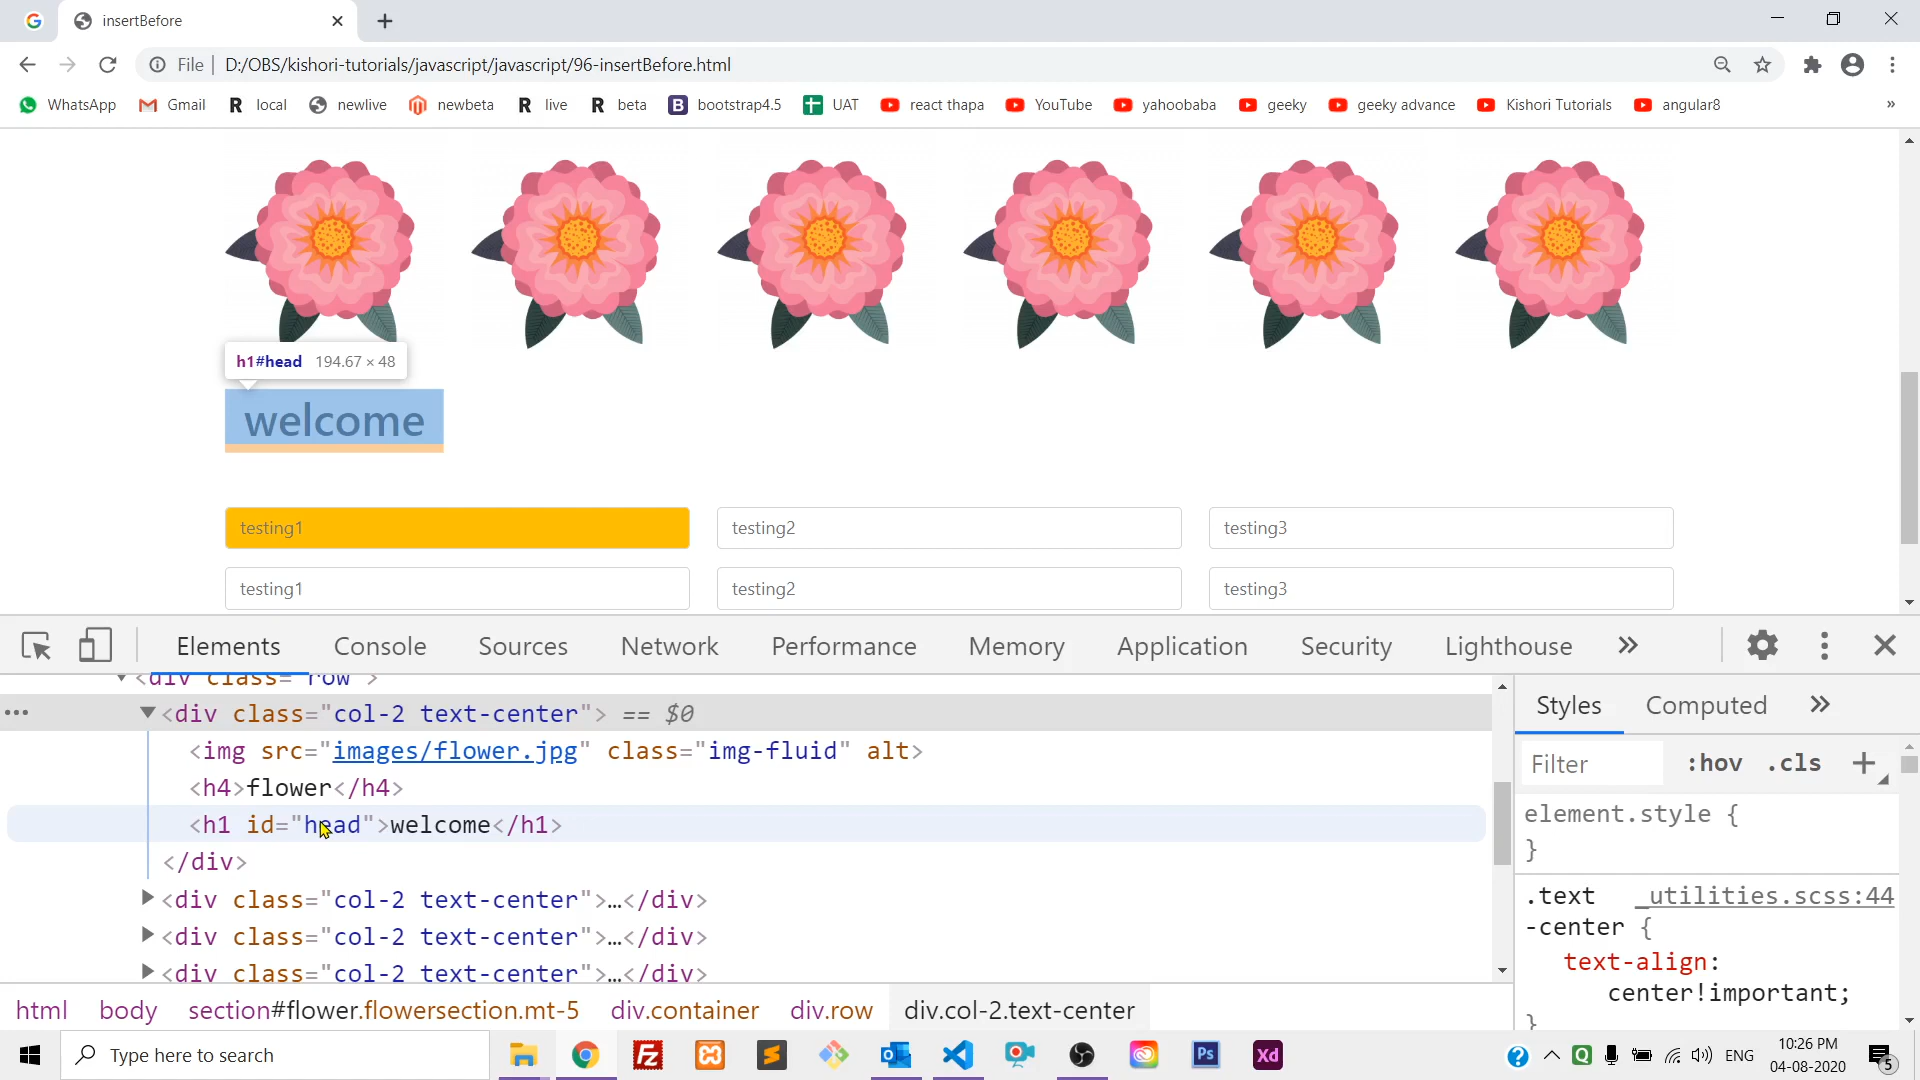 insertBefore
File | D:/OBS/kishori-tutorials/javascript/javascript/96-insertBefore.html
WhatsApp Gmail R local newlive newbeta R live R beta B bootstrap4.5 UAT react thapa YouTube yahoobaba geeky geeky advance Kishori Tutorials angular8 »
h1#head 194.67 × 48
welcome
testing1 testing2 testing3
testing1 testing2 testing3
Elements Console Sources Network Performance Memory Application Security Lighthouse »
<div class="row">
<div class="col-2 text-center"> == $0
<img src="images/flower.jpg" class="img-fluid" alt>
<h4>flower</h4>
<h1 id="head">welcome</h1>
</div>
<div class="col-2 text-center">…</div>
<div class="col-2 text-center">…</div>
<div class="col-2 text-center">…</div>
html body section#flower.flowersection.mt-5 div.container div.row div.col-2.text-center
Styles Computed »
Filter :hov .cls +
element.style {
}
.text _utilities.scss:44
-center {
text-align:
center!important;
}
Type here to search
Ps Xd
ENG
10:26 PM
04-08-2020
5